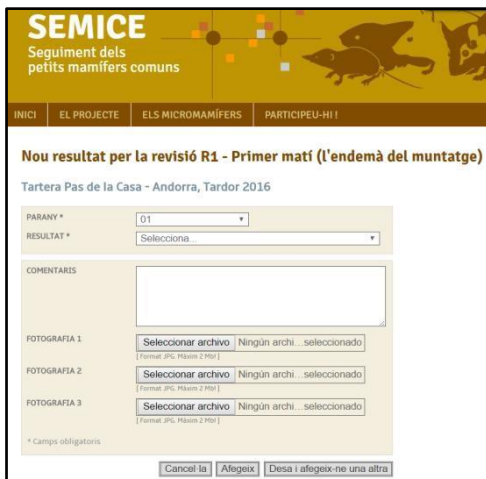 SEMICE
Seguiment dels
petits mamífers comuns
INICI EL PROJECTE ELS MICROMAMÍFERS PARTICIPEU-HI !
Nou resultat per la revisió R1 - Primer matí (l'endemà del muntatge)
Tartera Pas de la Casa - Andorra, Tardor 2016
PARANY * 01
RESULTAT * Selecciona...
COMENTARIS
FOTOGRAFIA 1 Seleccionar archivo Ningún archi...seleccionado
[ Format JPG. Màxim 2 Mb! ]
FOTOGRAFIA 2 Seleccionar archivo Ningún archi...seleccionado
[ Format JPG. Màxim 2 Mb! ]
FOTOGRAFIA 3 Seleccionar archivo Ningún archi...seleccionado
[ Format JPG. Màxim 2 Mb! ]
* Camps obligatoris
Cancel·la Afegeix Desa i afegeix-ne una altra